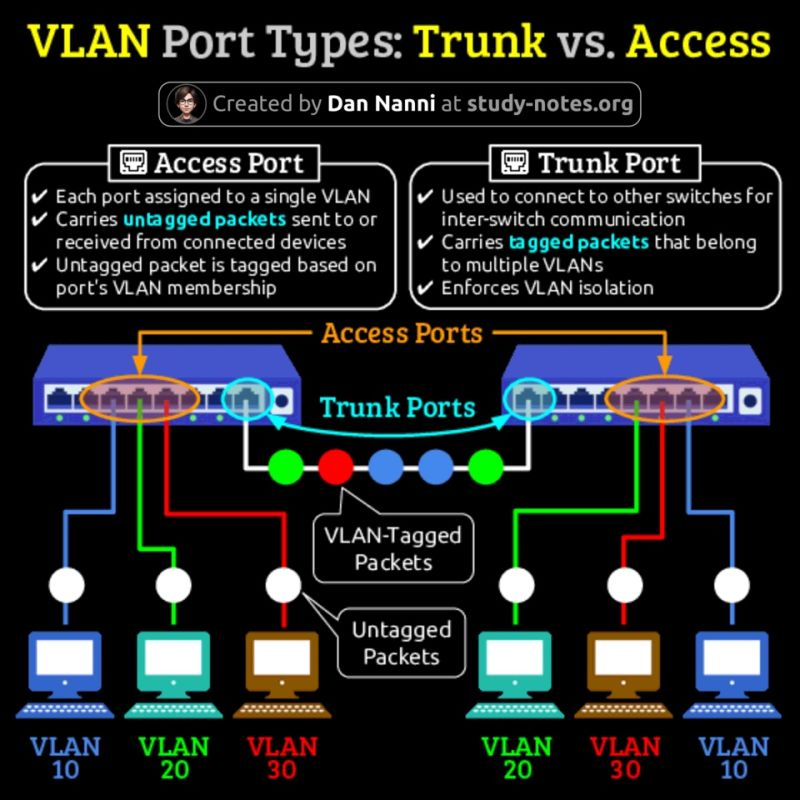 VLAN Port Types: Trunk vs. Access
Created by Dan Nanni at study-notes.org
Access Port
✔ Each port assigned to a single VLAN
✔ Carries untagged packets sent to or
received from connected devices
✔ Untagged packet is tagged based on
port's VLAN membership
Trunk Port
✔ Used to connect to other switches for
inter-switch communication
✔ Carries tagged packets that belong
to multiple VLANs
✔ Enforces VLAN isolation
Access Ports
Trunk Ports
VLAN-Tagged
Packets
Untagged
Packets
VLAN
10
VLAN
20
VLAN
30
VLAN
20
VLAN
30
VLAN
10